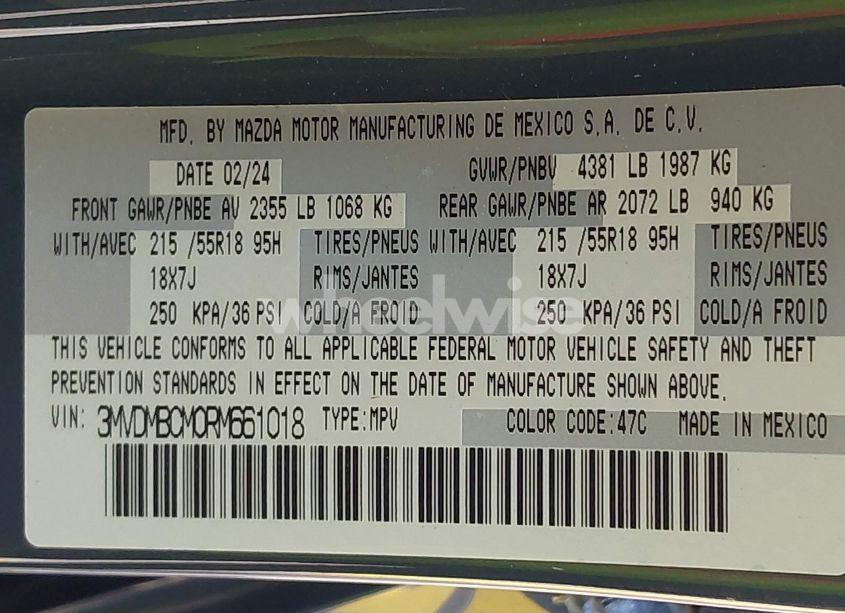 MFD. BY MAZDA MOTOR MANUFACTURING DE MEXICO S.A. DE C.V.
DATE 02/24 GVWR/PNBV 4381 LB 1987 KG
FRONT GAWR/PNBE AV 2355 LB 1068 KG REAR GAWR/PNBE AR 2072 LB 940 KG
WITH/AVEC 215 /55R18 95H TIRES/PNEUS WITH/AVEC 215 /55R18 95H TIRES/PNEUS
18X7J RIMS/JANTES 18X7J RIMS/JANTES
250 KPA/36 PSI COLD/A FROID 250 KPA/36 PSI COLD/A FROID
wheelwise
THIS VEHICLE CONFORMS TO ALL APPLICABLE FEDERAL MOTOR VEHICLE SAFETY AND THEFT
PREVENTION STANDARDS IN EFFECT ON THE DATE OF MANUFACTURE SHOWN ABOVE.
VIN: 3MVDMBCM0RM661018 TYPE:MPV COLOR CODE:47C MADE IN MEXICO